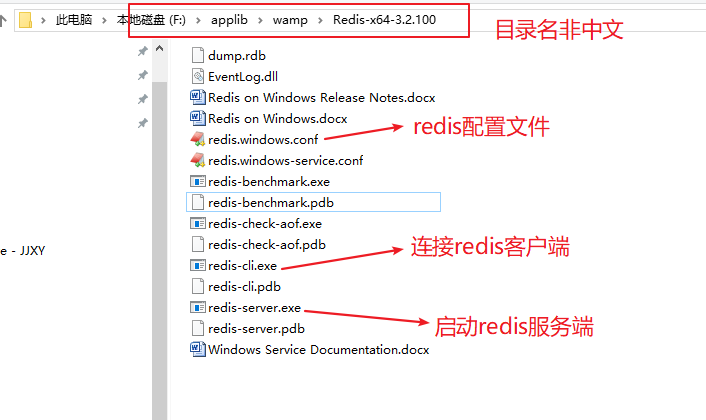 此电脑 > 本地磁盘 (F:) > applib > wamp > Redis-x64-3.2.100
目录名非中文
dump.rdb
EventLog.dll
Redis on Windows Release Notes.docx
Redis on Windows.docx
redis.windows.conf
redis配置文件
redis.windows-service.conf
redis-benchmark.exe
redis-benchmark.pdb
redis-check-aof.exe
redis-check-aof.pdb
e - JJXY
连接redis客户端
redis-cli.exe
redis-cli.pdb
redis-server.exe
启动redis服务端
redis-server.pdb
Windows Service Documentation.docx